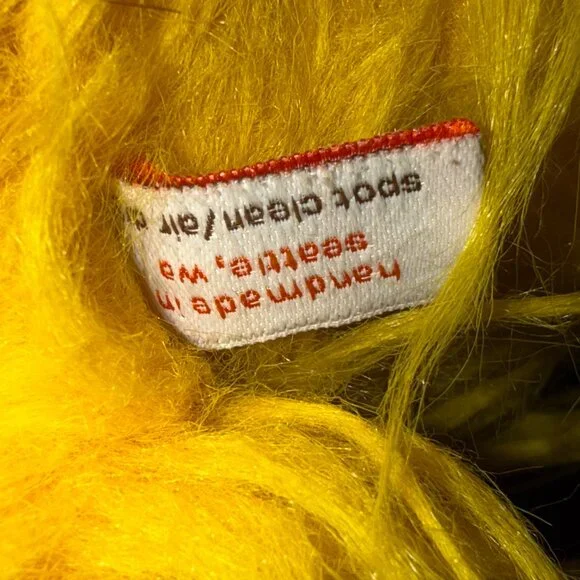 handmade in
seattle, wa
spot clean/air